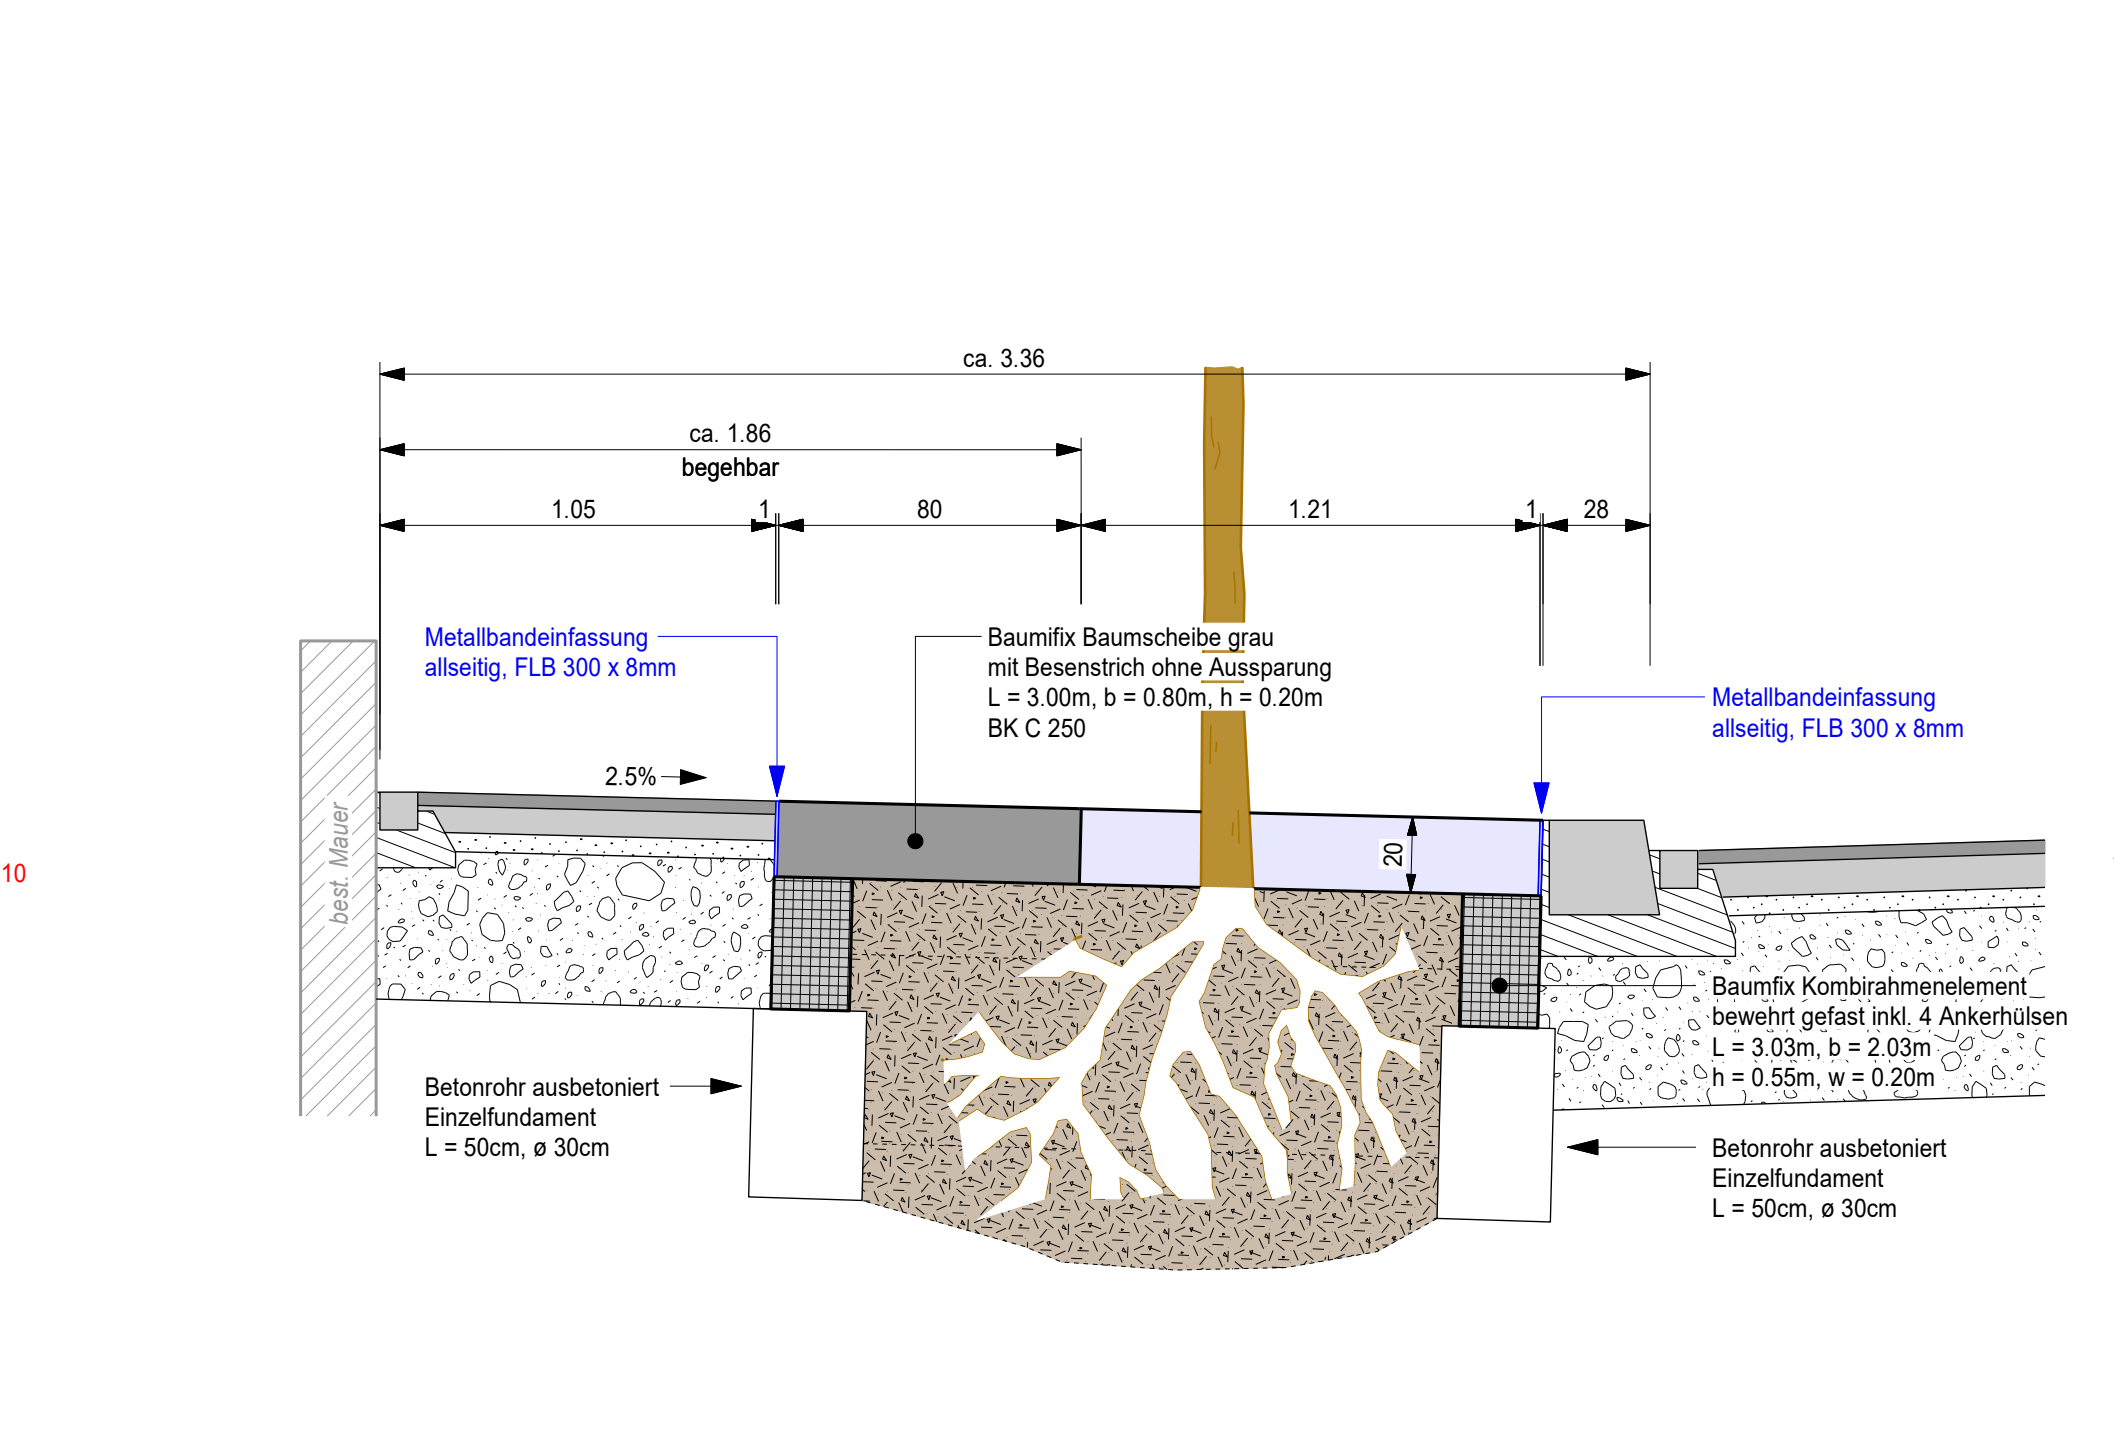 ca. 3.36
ca. 1.86
begehbar
1.05 1 80 1.21 1 28
Metallbandeinfassung
allseitig, FLB 300 x 8mm
Baumifix Baumscheibe grau
mit Besenstrich ohne Aussparung
L = 3.00m, b = 0.80m, h = 0.20m
BK C 250
Metallbandeinfassung
allseitig, FLB 300 x 8mm
2.5%
best. Mauer
20
10
Baumfix Kombirahmenelement
bewehrt gefast inkl. 4 Ankerhülsen
L = 3.03m, b = 2.03m
h = 0.55m, w = 0.20m
Betonrohr ausbetoniert
Einzelfundament
L = 50cm, ø 30cm
Betonrohr ausbetoniert
Einzelfundament
L = 50cm, ø 30cm